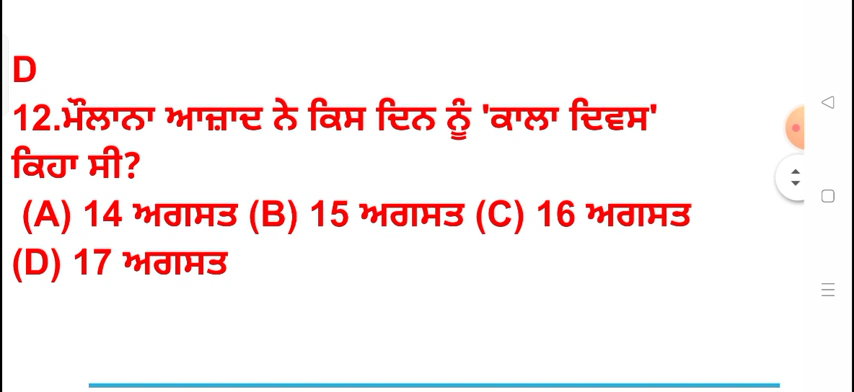 D
12.ਮੌਲਾਨਾ ਆਜ਼ਾਦ ਨੇ ਕਿਸ ਦਿਨ ਨੂੰ 'ਕਾਲਾ ਦਿਵਸ'
ਕਿਹਾ ਸੀ?
(A) 14 ਅਗਸਤ (B) 15 ਅਗਸਤ (C) 16 ਅਗਸਤ
(D) 17 ਅਗਸਤ